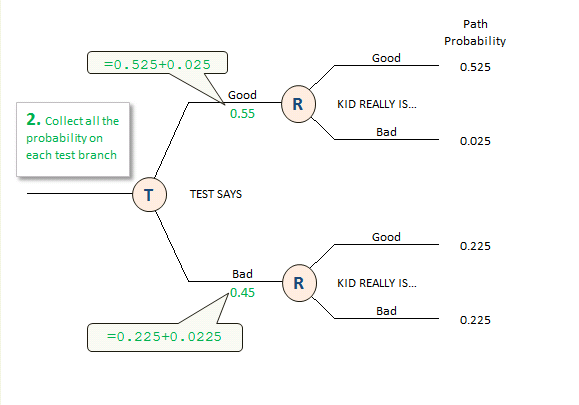 Path
Probability
=0.525+0.025
Good
0.525
Good
0.55
R
KID REALLY IS...
2. Collect all the
probability on
each test branch
Bad
0.025
T
TEST SAYS
Good
0.225
Bad
0.45
R
KID REALLY IS...
Bad
0.225
=0.225+0.0225